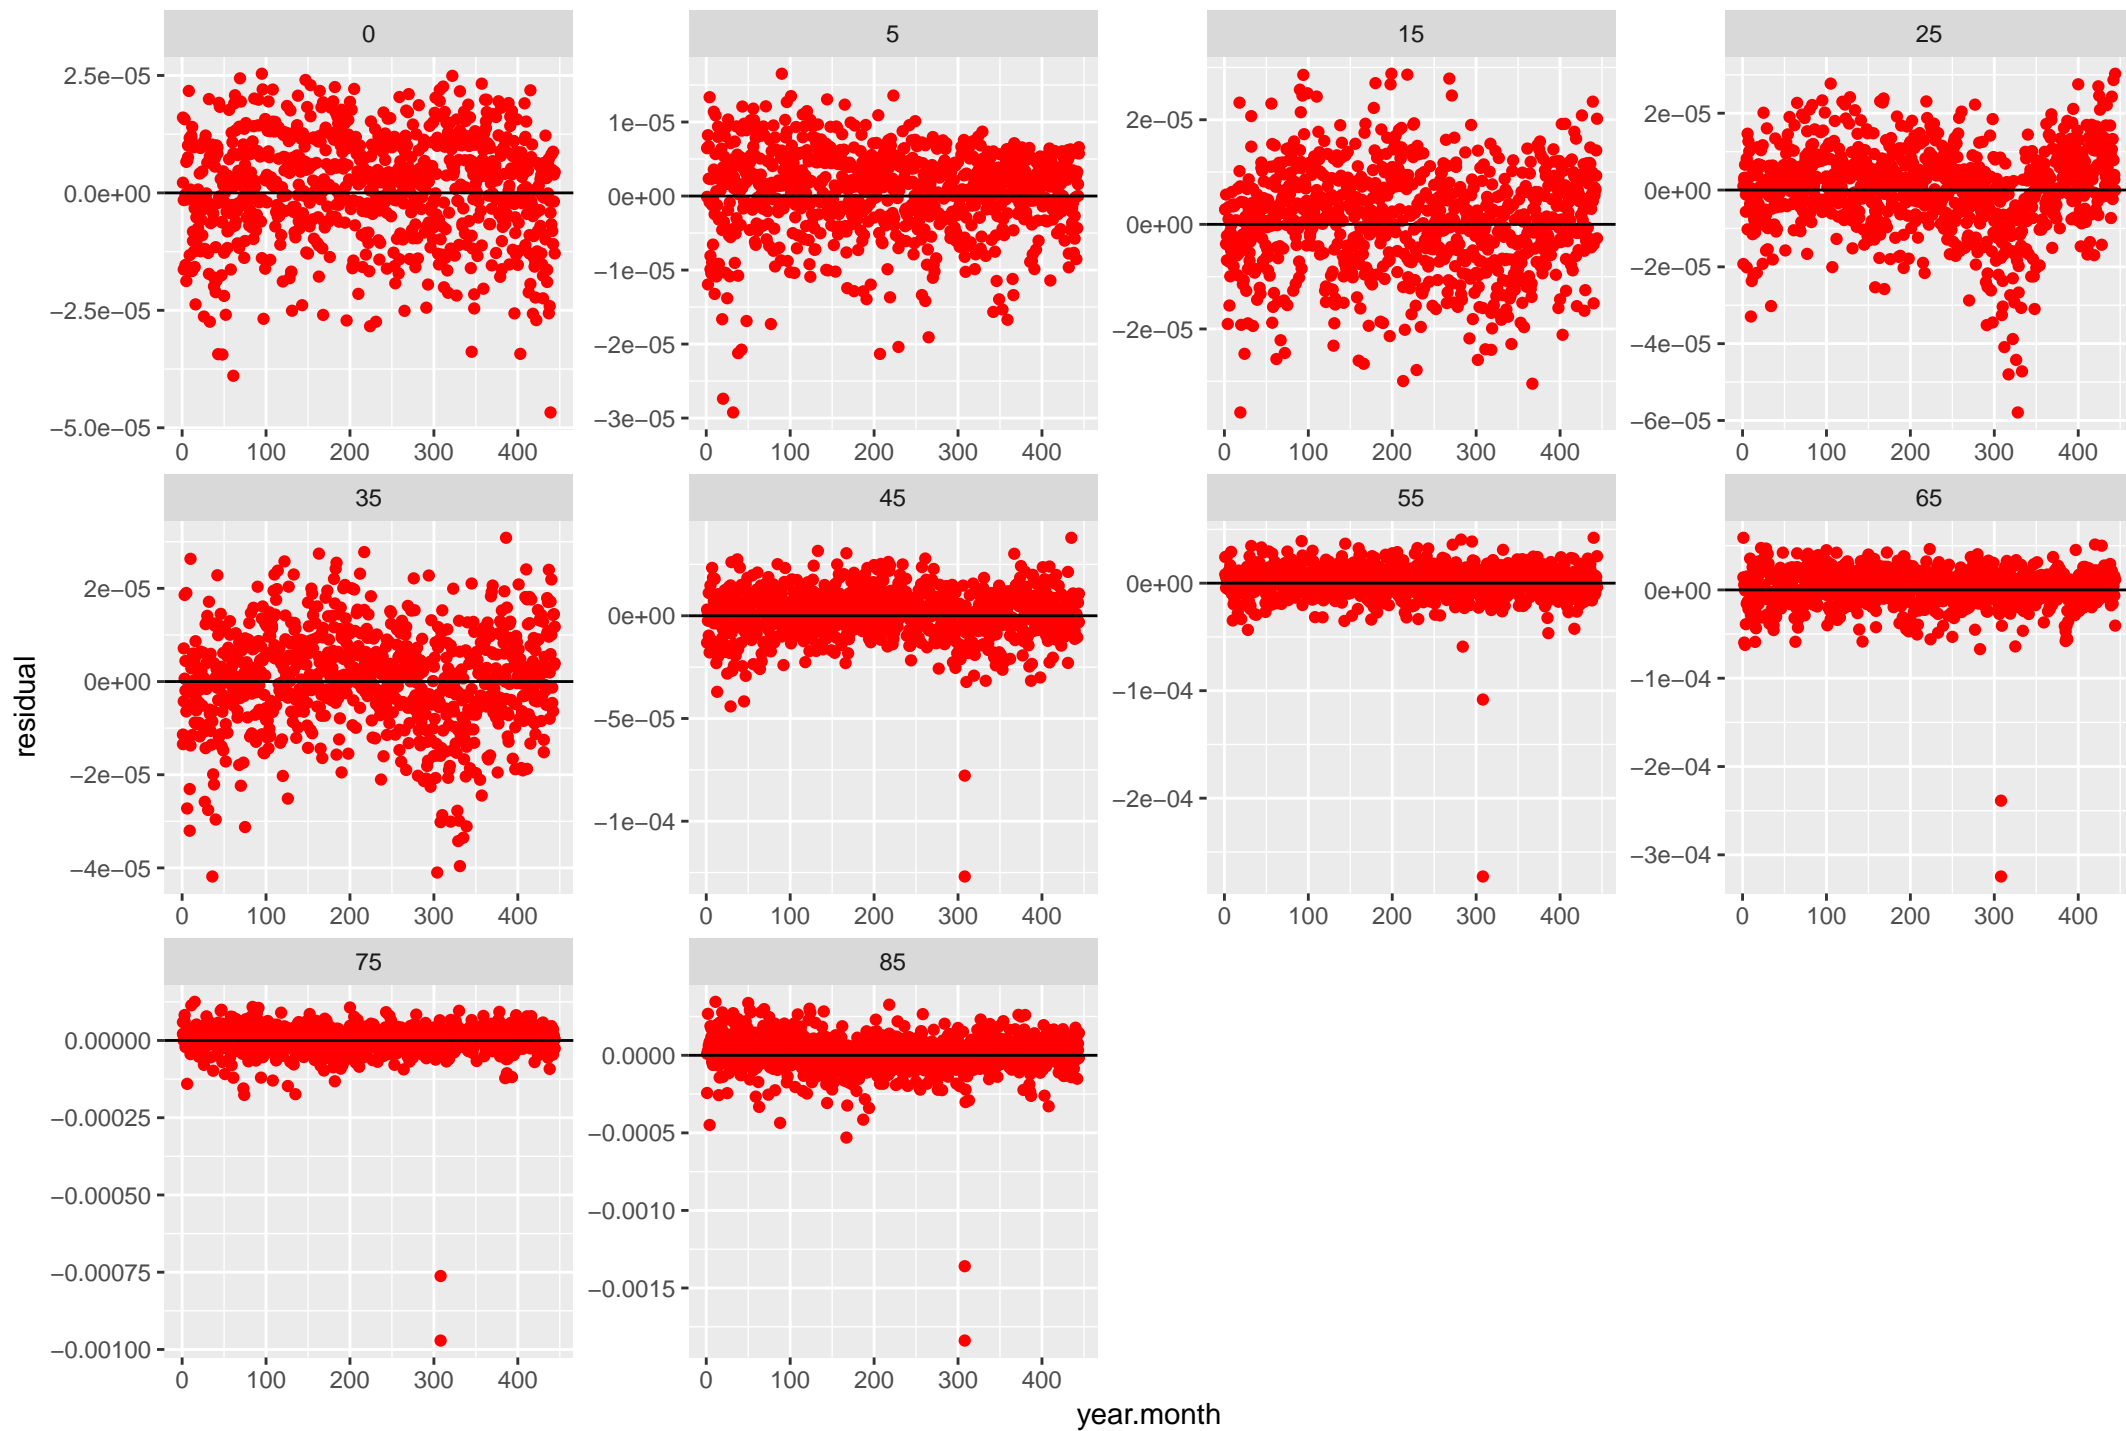 0 5 15 25
2.5e−05
0.0e+00
−2.5e−05
−5.0e−05
1e−05
0e+00
−1e−05
−2e−05
−3e−05
2e−05
0e+00
−2e−05
2e−05
0e+00
−2e−05
−4e−05
−6e−05
0 100 200 300 400 0 100 200 300 400 0 100 200 300 400 0 100 200 300 400
35 45 55 65
2e−05
0e+00
−2e−05
−4e−05
0e+00
−5e−05
−1e−04
0e+00
−1e−04
−2e−04
0e+00
−1e−04
−2e−04
−3e−04
0 100 200 300 400 0 100 200 300 400 0 100 200 300 400 0 100 200 300 400
75 85
0.00000
−0.00025
−0.00050
−0.00075
−0.00100
0.0000
−0.0005
−0.0010
−0.0015
0 100 200 300 400 0 100 200 300 400
residual
year.month